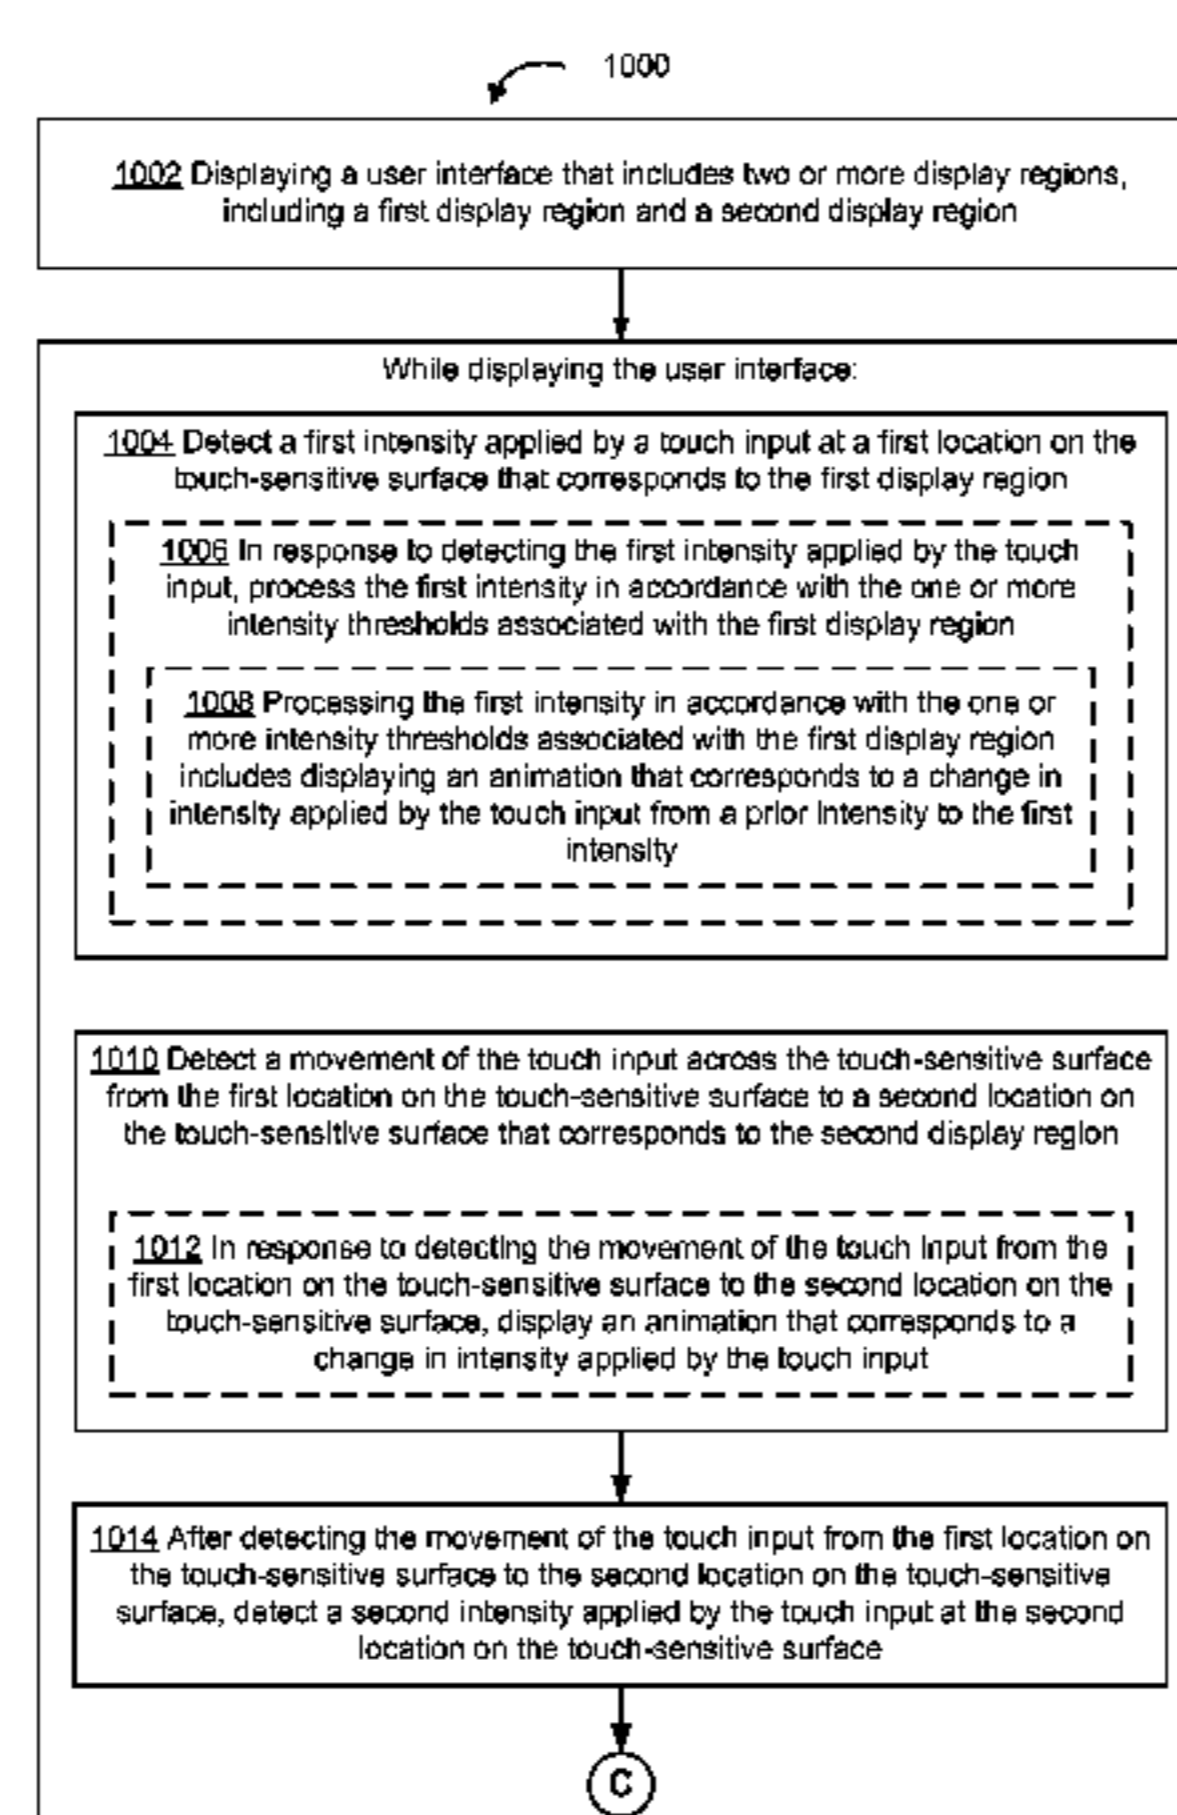 1000
1002 Displaying a user interface that includes two or more display regions,
including a first display region and a second display region
While displaying the user interface:
1004 Detect a first intensity applied by a touch input at a first location on the
touch-sensitive surface that corresponds to the first display region
1006 In response to detecting the first intensity applied by the touch
input, process the first intensity in accordance with the one or more
intensity thresholds associated with the first display region
1008 Processing the first intensity in accordance with the one or
more intensity thresholds associated with the first display region
includes displaying an animation that corresponds to a change in
intensity applied by the touch input from a prior intensity to the first
intensity
1010 Detect a movement of the touch input across the touch-sensitive surface
from the first location on the touch-sensitive surface to a second location on
the touch-sensitive surface that corresponds to the second display region
1012 In response to detecting the movement of the touch input from the
first location on the touch-sensitive surface to the second location on the
touch-sensitive surface, display an animation that corresponds to a
change in intensity applied by the touch input
1014 After detecting the movement of the touch input from the first location on
the touch-sensitive surface to the second location on the touch-sensitive
surface, detect a second intensity applied by the touch input at the second
location on the touch-sensitive surface
C